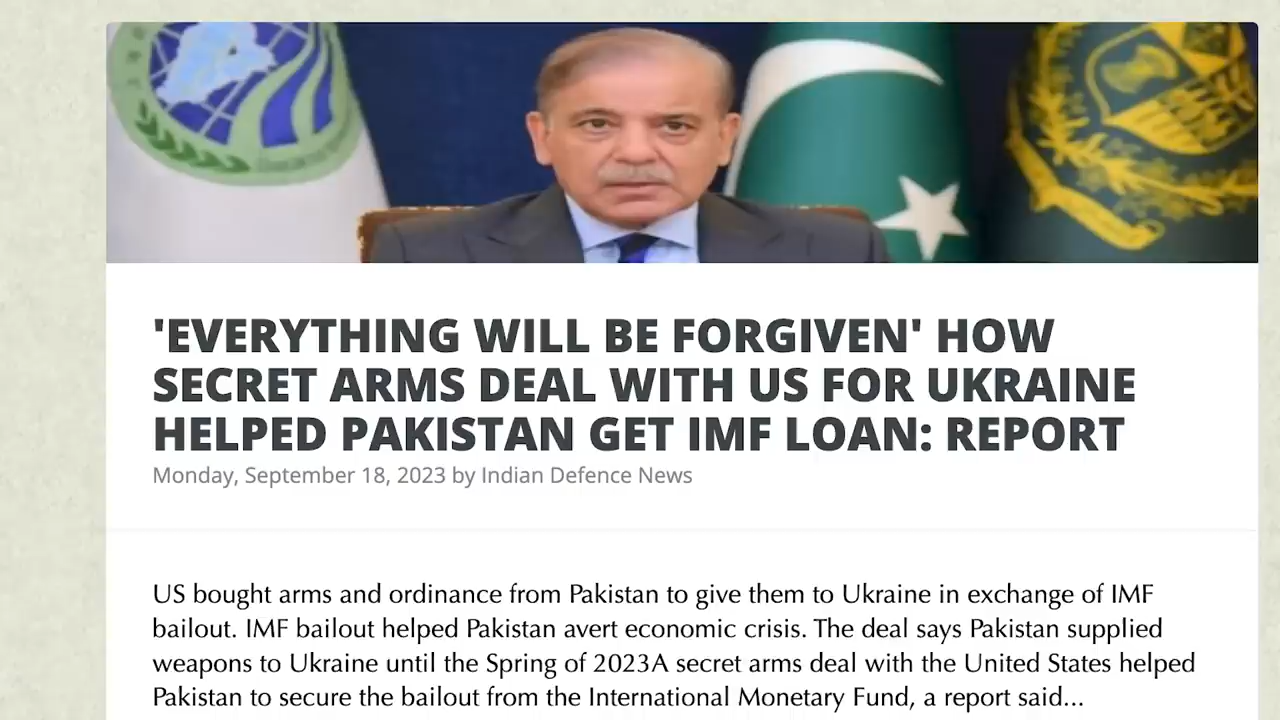 'EVERYTHING WILL BE FORGIVEN' HOW
SECRET ARMS DEAL WITH US FOR UKRAINE
HELPED PAKISTAN GET IMF LOAN: REPORT
Monday, September 18, 2023 by Indian Defence News
US bought arms and ordinance from Pakistan to give them to Ukraine in exchange of IMF
bailout. IMF bailout helped Pakistan avert economic crisis. The deal says Pakistan supplied
weapons to Ukraine until the Spring of 2023A secret arms deal with the United States helped
Pakistan to secure the bailout from the International Monetary Fund, a report said...